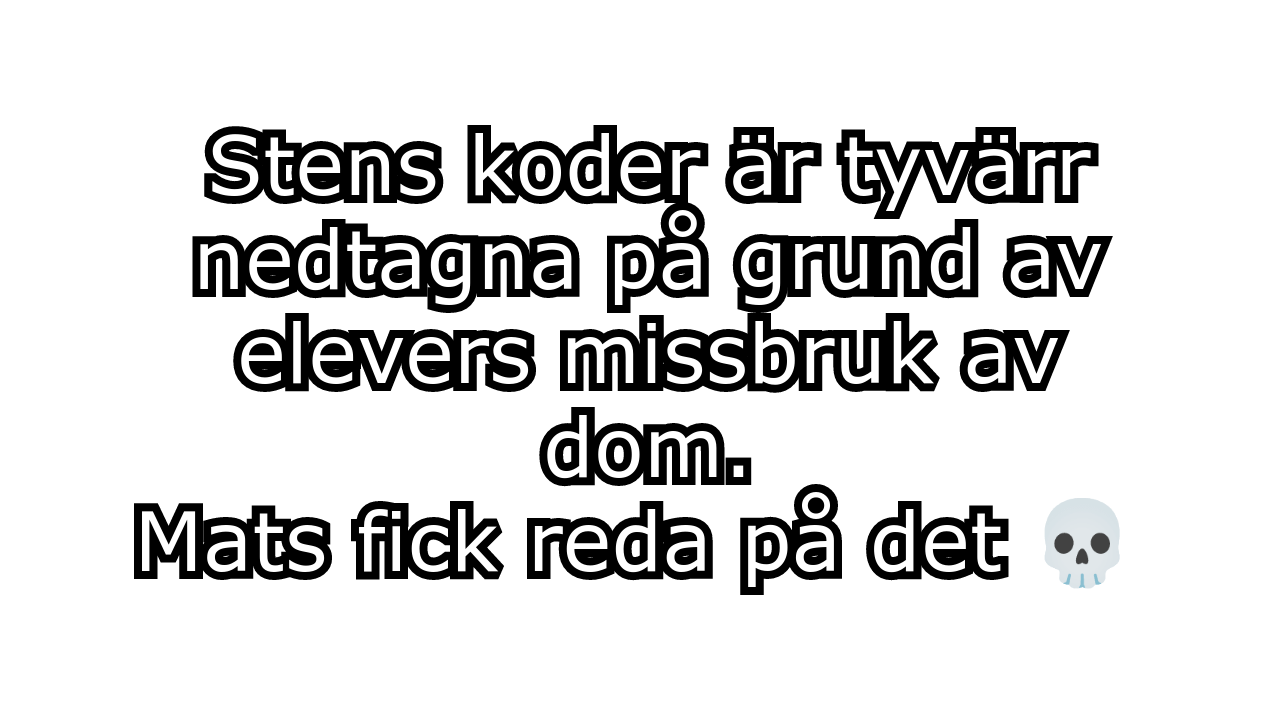 Stens koder är tyvärr
nedtagna på grund av
elevers missbruk av
dom.
Mats fick reda på det 💀